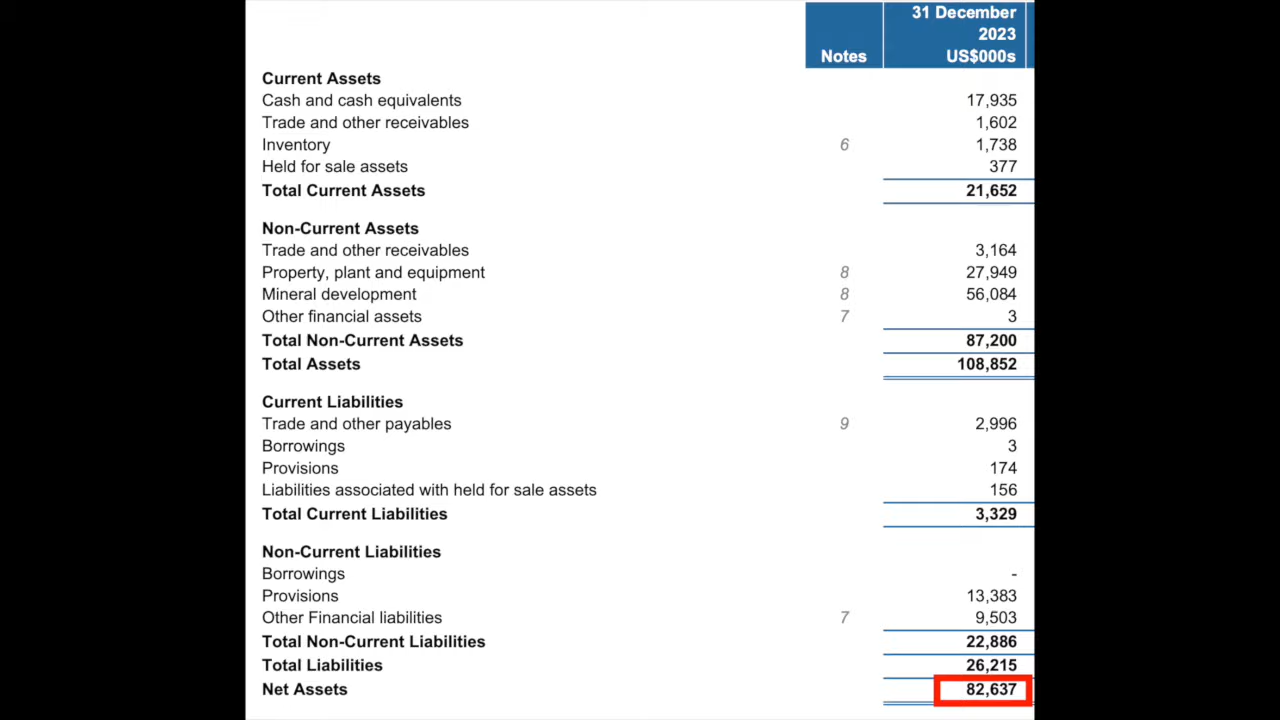 31 December
2023
Notes US$000s
Current Assets
Cash and cash equivalents 17,935
Trade and other receivables 1,602
Inventory 6 1,738
Held for sale assets 377
Total Current Assets 21,652
Non-Current Assets
Trade and other receivables 3,164
Property, plant and equipment 8 27,949
Mineral development 8 56,084
Other financial assets 7 3
Total Non-Current Assets 87,200
Total Assets 108,852
Current Liabilities
Trade and other payables 9 2,996
Borrowings 3
Provisions 174
Liabilities associated with held for sale assets 156
Total Current Liabilities 3,329
Non-Current Liabilities
Borrowings -
Provisions 13,383
Other Financial liabilities 7 9,503
Total Non-Current Liabilities 22,886
Total Liabilities 26,215
Net Assets 82,637